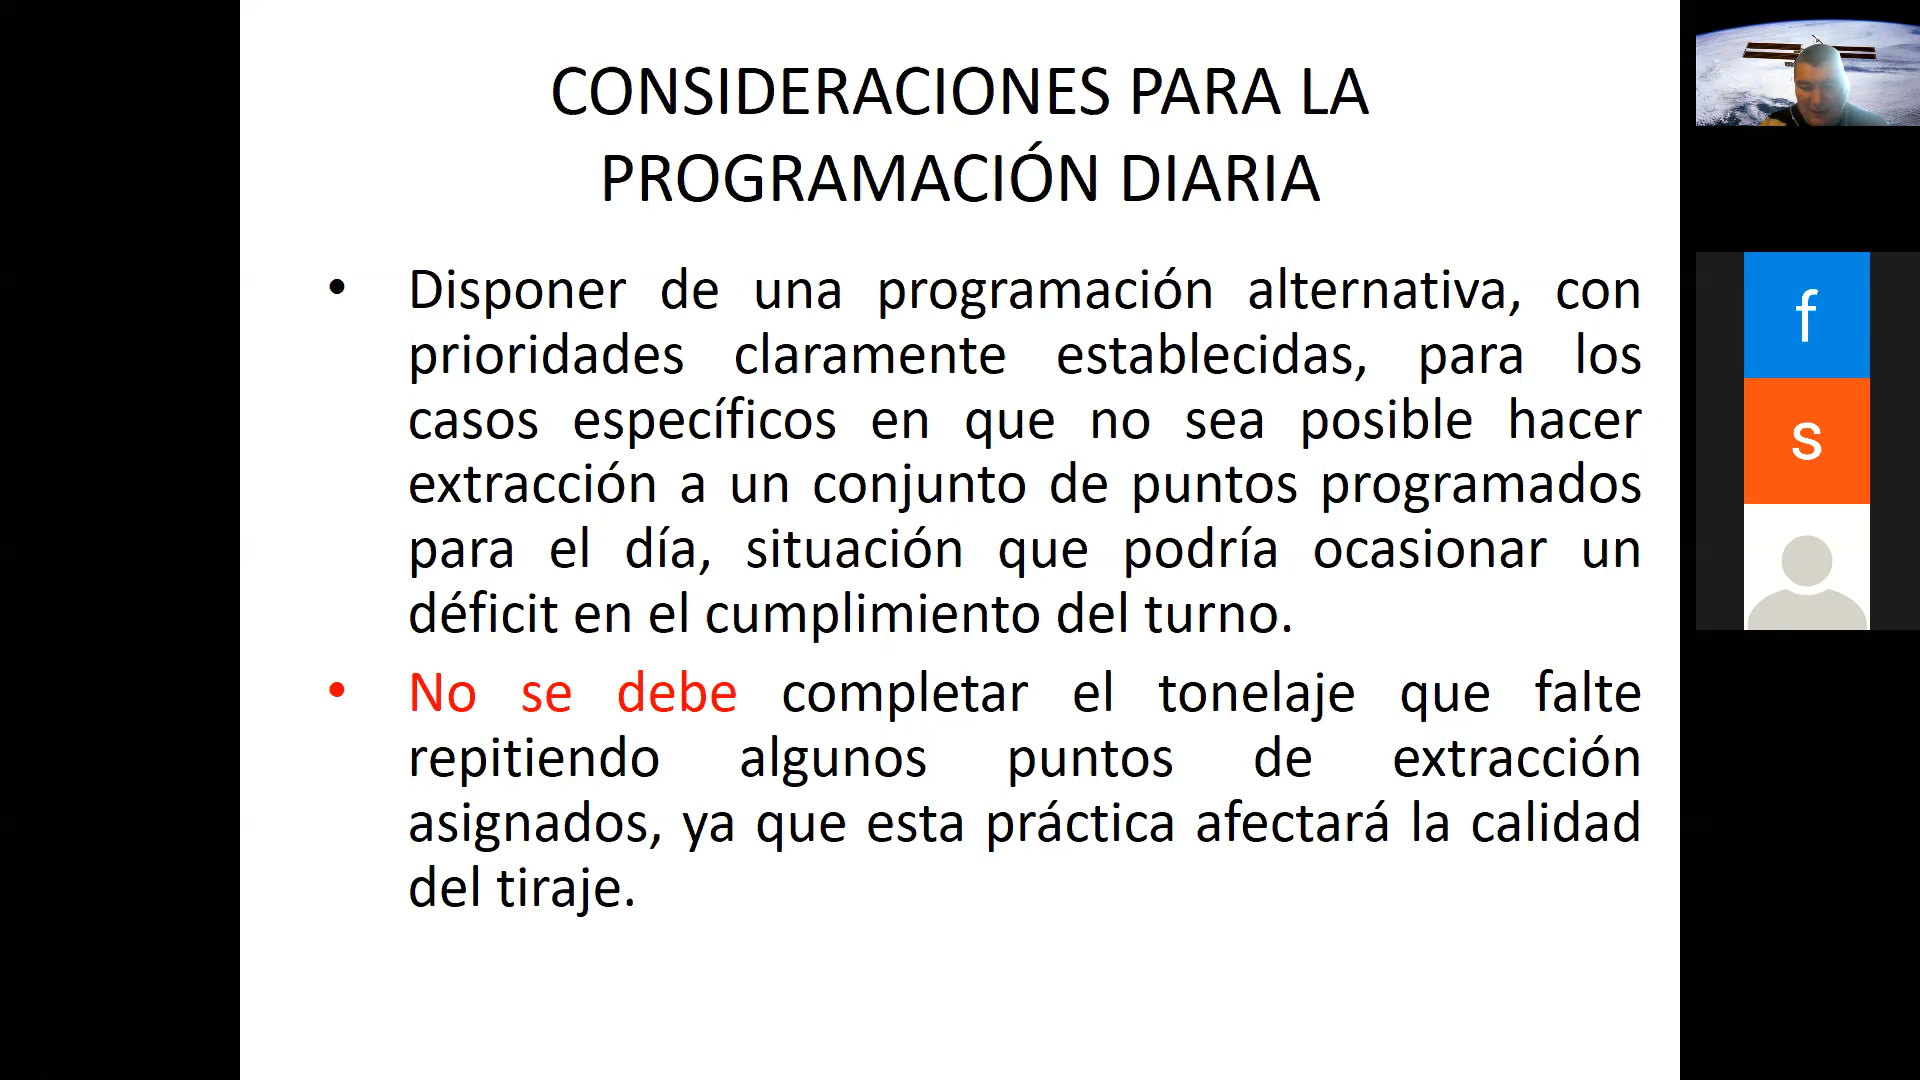 CONSIDERACIONES PARA LA
PROGRAMACIÓN DIARIA
• Disponer de una programación alternativa, con
prioridades claramente establecidas, para los
casos específicos en que no sea posible hacer
extracción a un conjunto de puntos programados
para el día, situación que podría ocasionar un
déficit en el cumplimiento del turno.
• No se debe completar el tonelaje que falte
repitiendo algunos puntos de extracción
asignados, ya que esta práctica afectará la calidad
del tiraje.
f
s